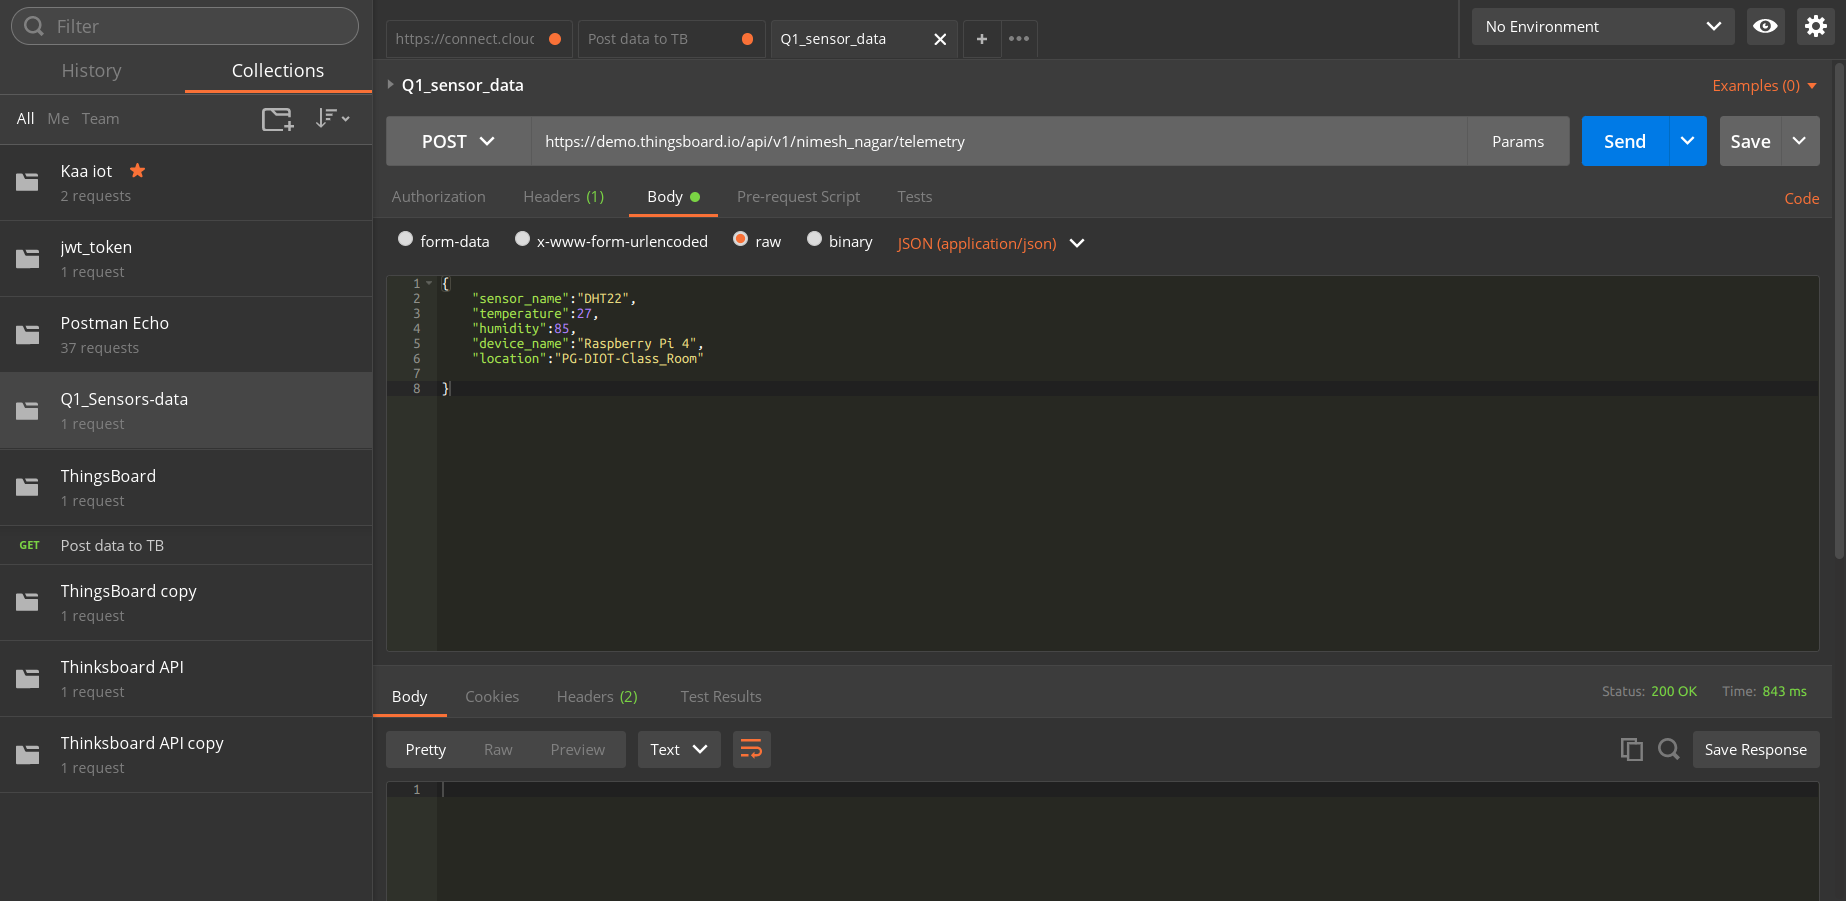 Filter
History Collections
All Me Team
Kaa iot
2 requests
jwt_token
1 request
Postman Echo
37 requests
Q1_Sensors-data
1 request
ThingsBoard
1 request
GET Post data to TB
ThingsBoard copy
1 request
Thinksboard API
1 request
Thinksboard API copy
1 request
https://connect.cloud Post data to TB Q1_sensor_data
No Environment
Q1_sensor_data
Examples (0)
POST https://demo.thingsboard.io/api/v1/nimesh_nagar/telemetry Params Send Save
Authorization Headers (1) Body Pre-request Script Tests Code
form-data x-www-form-urlencoded raw binary JSON (application/json)
1 {
2 "sensor_name":"DHT22",
3 "temperature":27,
4 "humidity":85,
5 "device_name":"Raspberry Pi 4",
6 "location":"PG-DIOT-Class_Room"
7
8 }
Body Cookies Headers (2) Test Results Status: 200 OK Time: 843 ms
Pretty Raw Preview Text Save Response
1